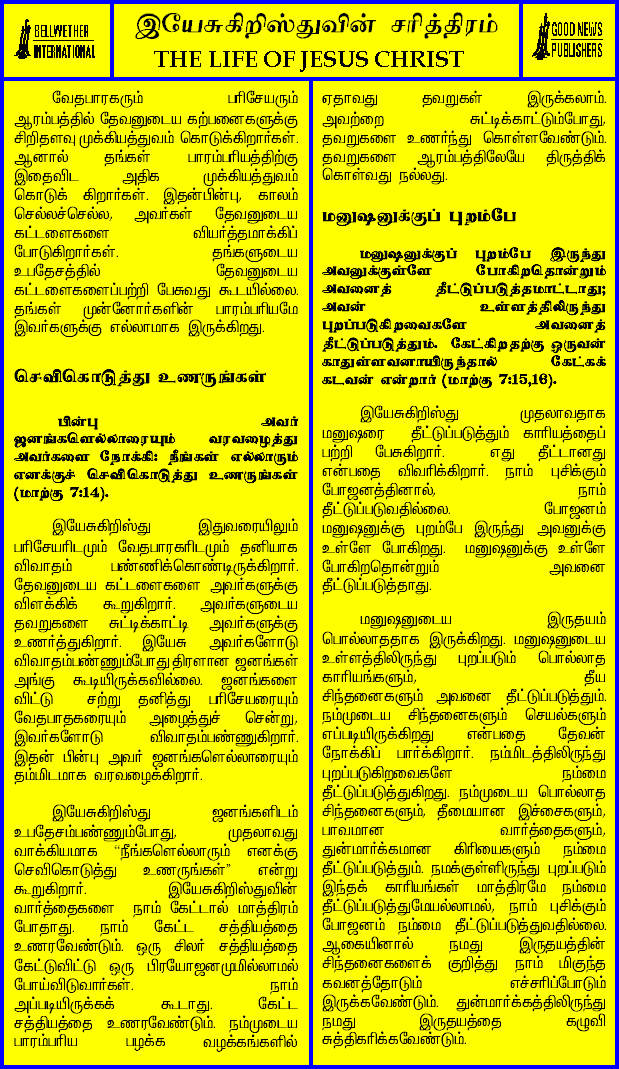 BELLWETHER
INTERNATIONAL
இயேசுகிறிஸ்துவின் சரித்திரம்
THE LIFE OF JESUS CHRIST
GOOD NEWS
PUBLISHERS
வேதபாரகரும் பரிசேயரும்
ஆரம்பத்தில் தேவனுடைய கற்பனைகளுக்கு
சிறிதளவு முக்கியத்துவம் கொடுக்கிறார்கள்.
ஆனால் தங்கள் பாரம்பரியத்திற்கு
இதைவிட அதிக முக்கியத்துவம்
கொடுக் கிறார்கள். இதன்பின்பு, காலம்
செல்லச்செல்ல, அவர்கள் தேவனுடைய
கட்டளைகளை வியர்த்தமாக்கிப்
போடுகிறார்கள். தங்களுடைய
உபதேசத்தில் தேவனுடைய
கட்டளைகளைப்பற்றி பேசுவது கூடயில்லை.
தங்கள் முன்னோர்களின் பாரம்பரியமே
இவர்களுக்கு எல்லாமாக இருக்கிறது.
செவிகொடுத்து உணருங்கள்
பின்பு அவர்
ஜனங்களெல்லாரையும் வரவழைத்து
அவர்களை நோக்கி: நீங்கள் எல்லாரும்
எனக்குச் செவிகொடுத்து உணருங்கள்
(மாற்கு 7:14).
இயேசுகிறிஸ்து இதுவரையிலும்
பரிசேயரிடமும் வேதபாரகரிடமும் தனியாக
விவாதம் பண்ணிக்கொண்டிருக்கிறார்.
தேவனுடைய கட்டளைகளை அவர்களுக்கு
விளக்கிக் கூறுகிறார். அவர்களுடைய
தவறுகளை சுட்டிக்காட்டி அவர்களுக்கு
உணர்த்துகிறார். இயேசு அவர்களோடு
விவாதம்பண்ணும்போது திரளான ஜனங்கள்
அங்கு கூடியிருக்கவில்லை. ஜனங்களை
விட்டு சற்று தனித்து பரிசேயரையும்
வேதபாதகரையும் அழைத்துச் சென்று,
இவர்களோடு விவாதம்பண்ணுகிறார்.
இதன் பின்பு அவர் ஜனங்களெல்லாரையும்
தம்மிடமாக வரவழைக்கிறார்.
இயேசுகிறிஸ்து ஜனங்களிடம்
உபதேசம்பண்ணும்போது, முதலாவது
வாக்கியமாக “நீங்களெல்லாரும் எனக்கு
செவிகொடுத்து உணருங்கள்” என்று
கூறுகிறார். இயேசுகிறிஸ்துவின்
வார்த்தைகளை நாம் கேட்டால் மாத்திரம்
போதாது. நாம் கேட்ட சத்தியத்தை
உணரவேண்டும். ஒரு சிலர் சத்தியத்தை
கேட்டுவிட்டு ஒரு பிரயோஜனமுமில்லாமல்
போய்விடுவார்கள். நாம்
அப்படியிருக்கக் கூடாது. கேட்ட
சத்தியத்தை உணரவேண்டும். நம்முடைய
பாரம்பரிய பழக்க வழக்கங்களில்
ஏதாவது தவறுகள் இருக்கலாம்.
அவற்றை சுட்டிக்காட்டும்போது,
தவறுகளை உணர்ந்து கொள்ளவேண்டும்.
தவறுகளை ஆரம்பத்திலேயே திருத்திக்
கொள்வது நல்லது.
மனுஷனுக்குப் புறம்பே
மனுஷனுக்குப் புறம்பே இருந்து
அவனுக்குள்ளே போகிறதொன்றும்
அவனைத் தீட்டுப்படுத்தமாட்டாது;
அவன் உள்ளத்திலிருந்து
புறப்படுகிறவைகளே அவனைத்
தீட்டுப்படுத்தும். கேட்கிறதற்கு ஒருவன்
காதுள்ளவனாயிருந்தால் கேட்கக்
கடவன் என்றார் (மாற்கு 7:15,16).
இயேசுகிறிஸ்து முதலாவதாக
மனுஷரை தீட்டுப்படுத்தும் காரியத்தைப்
பற்றி பேசுகிறார். எது தீட்டானது
என்பதை விவரிக்கிறார். நாம் புசிக்கும்
போஜனத்தினால், நாம்
தீட்டுப்படுவதில்லை. போஜனம்
மனுஷனுக்கு புறம்பே இருந்து அவனுக்கு
உள்ளே போகிறது. மனுஷனுக்கு உள்ளே
போகிறதொன்றும் அவனை
தீட்டுப்படுத்தாது.
மனுஷனுடைய இருதயம்
பொல்லாததாக இருக்கிறது. மனுஷனுடைய
உள்ளத்திலிருந்து புறப்படும் பொல்லாத
காரியங்களும், தீய
சிந்தனைகளும் அவனை தீட்டுப்படுத்தும்.
நம்முடைய சிந்தனைகளும் செயல்களும்
எப்படியிருக்கிறது என்பதை தேவன்
நோக்கிப் பார்க்கிறார். நம்மிடத்திலிருந்து
புறப்படுகிறவைகளே நம்மை
தீட்டுப்படுத்துகிறது. நம்முடைய பொல்லாத
சிந்தனைகளும், தீமையான இச்சைகளும்,
பாவமான வார்த்தைகளும்,
துன்மார்க்கமான கிரியைகளும் நம்மை
தீட்டுப்படுத்தும். நமக்குள்ளிருந்து புறப்படும்
இந்தக் காரியங்கள் மாத்திரமே நம்மை
தீட்டுப்படுத்துமேயல்லாமல், நாம் புசிக்கும்
போஜனம் நம்மை தீட்டுப்படுத்துவதில்லை.
ஆகையினால் நமது இருதயத்தின்
சிந்தனைகளைக் குறித்து நாம் மிகுந்த
கவனத்தோடும் எச்சரிப்போடும்
இருக்கவேண்டும். துன்மார்க்கத்திலிருந்து
நமது இருதயத்தை கழுவி
சுத்திகரிக்கவேண்டும்.